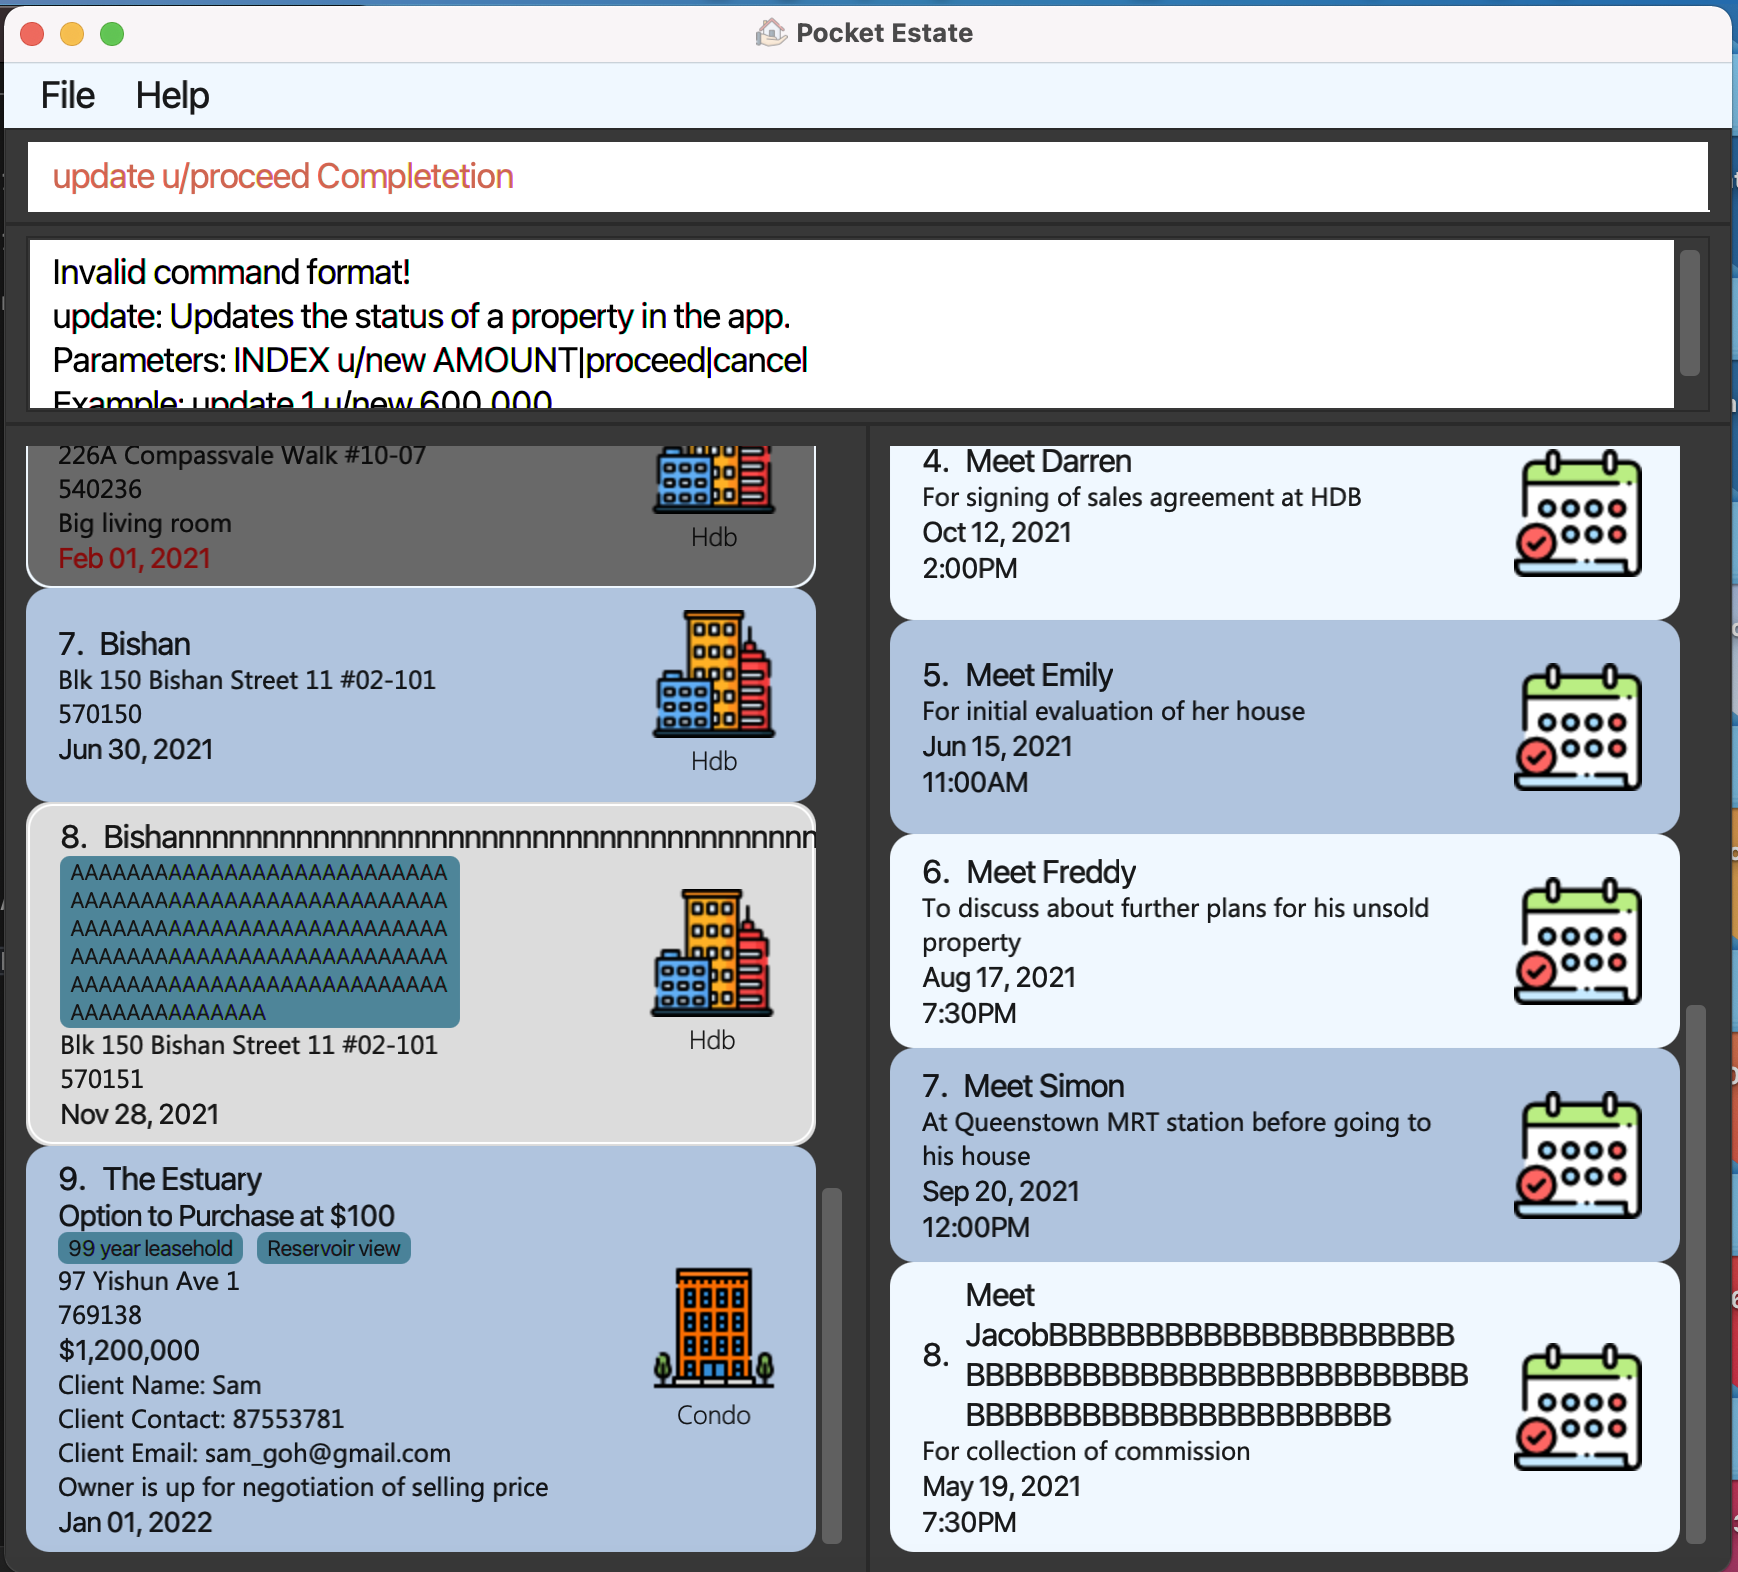 Pocket Estate
File Help
update u/proceed Completetion
Invalid command format!
update: Updates the status of a property in the app.
Parameters: INDEX u/new AMOUNT|proceed|cancel
Example: update 1 u/new 600,000
226A Compassvale Walk #10-07
540236
Big living room
Feb 01, 2021
Hdb
7. Bishan
Blk 150 Bishan Street 11 #02-101
570150
Jun 30, 2021
Hdb
8.
AAAAAAAAAAAAAAAAAAAAAAAAAAA
AAAAAAAAAAAAAAAAAAAAAAAAAAA
AAAAAAAAAAAAAAAAAAAAAAAAAAA
AAAAAAAAAAAAAAAAAAAAAAAAAAA
AAAAAAAAAAAAAAAAAAAAAAAAAAA
AAAAAAAAAAAAAA
Blk 150 Bishan Street 11 #02-101
570151
Nov 28, 2021
Hdb
9. The Estuary
Option to Purchase at $100
99 year leasehold Reservoir view
97 Yishun Ave 1
769138
$1,200,000
Client Name: Sam
Client Contact: 87553781
Client Email: sam_goh@gmail.com
Owner is up for negotiation of selling price
Jan 01, 2022
Condo
4. Meet Darren
For signing of sales agreement at HDB
Oct 12, 2021
2:00PM
5. Meet Emily
For initial evaluation of her house
Jun 15, 2021
11:00AM
6. Meet Freddy
To discuss about further plans for his unsold
property
Aug 17, 2021
7:30PM
7. Meet Simon
At Queenstown MRT station before going to
his house
Sep 20, 2021
12:00PM
8. Meet
JacobBBBBBBBBBBBBBBBBBBBBB
BBBBBBBBBBBBBBBBBBBBBBBBBB
BBBBBBBBBBBBBBBBBBBBBB
For collection of commission
May 19, 2021
7:30PM